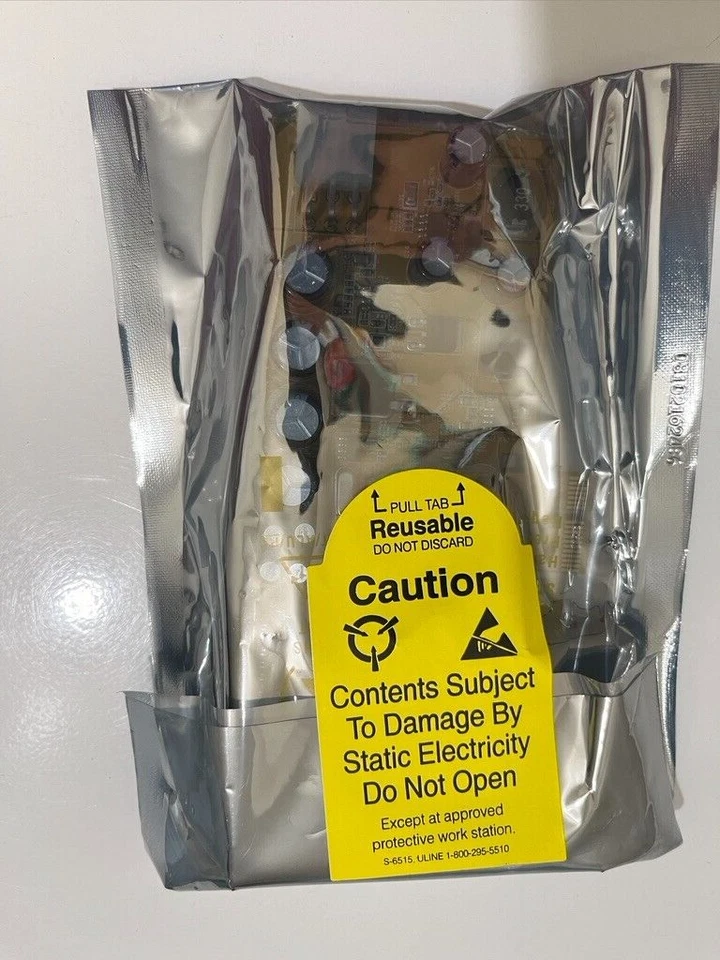 330
PULL TAB
Reusable
DO NOT DISCARD
Caution
Contents Subject
To Damage By
Static Electricity
Do Not Open
Except at approved
protective work station.
S-6515, ULINE 1-800-295-5510